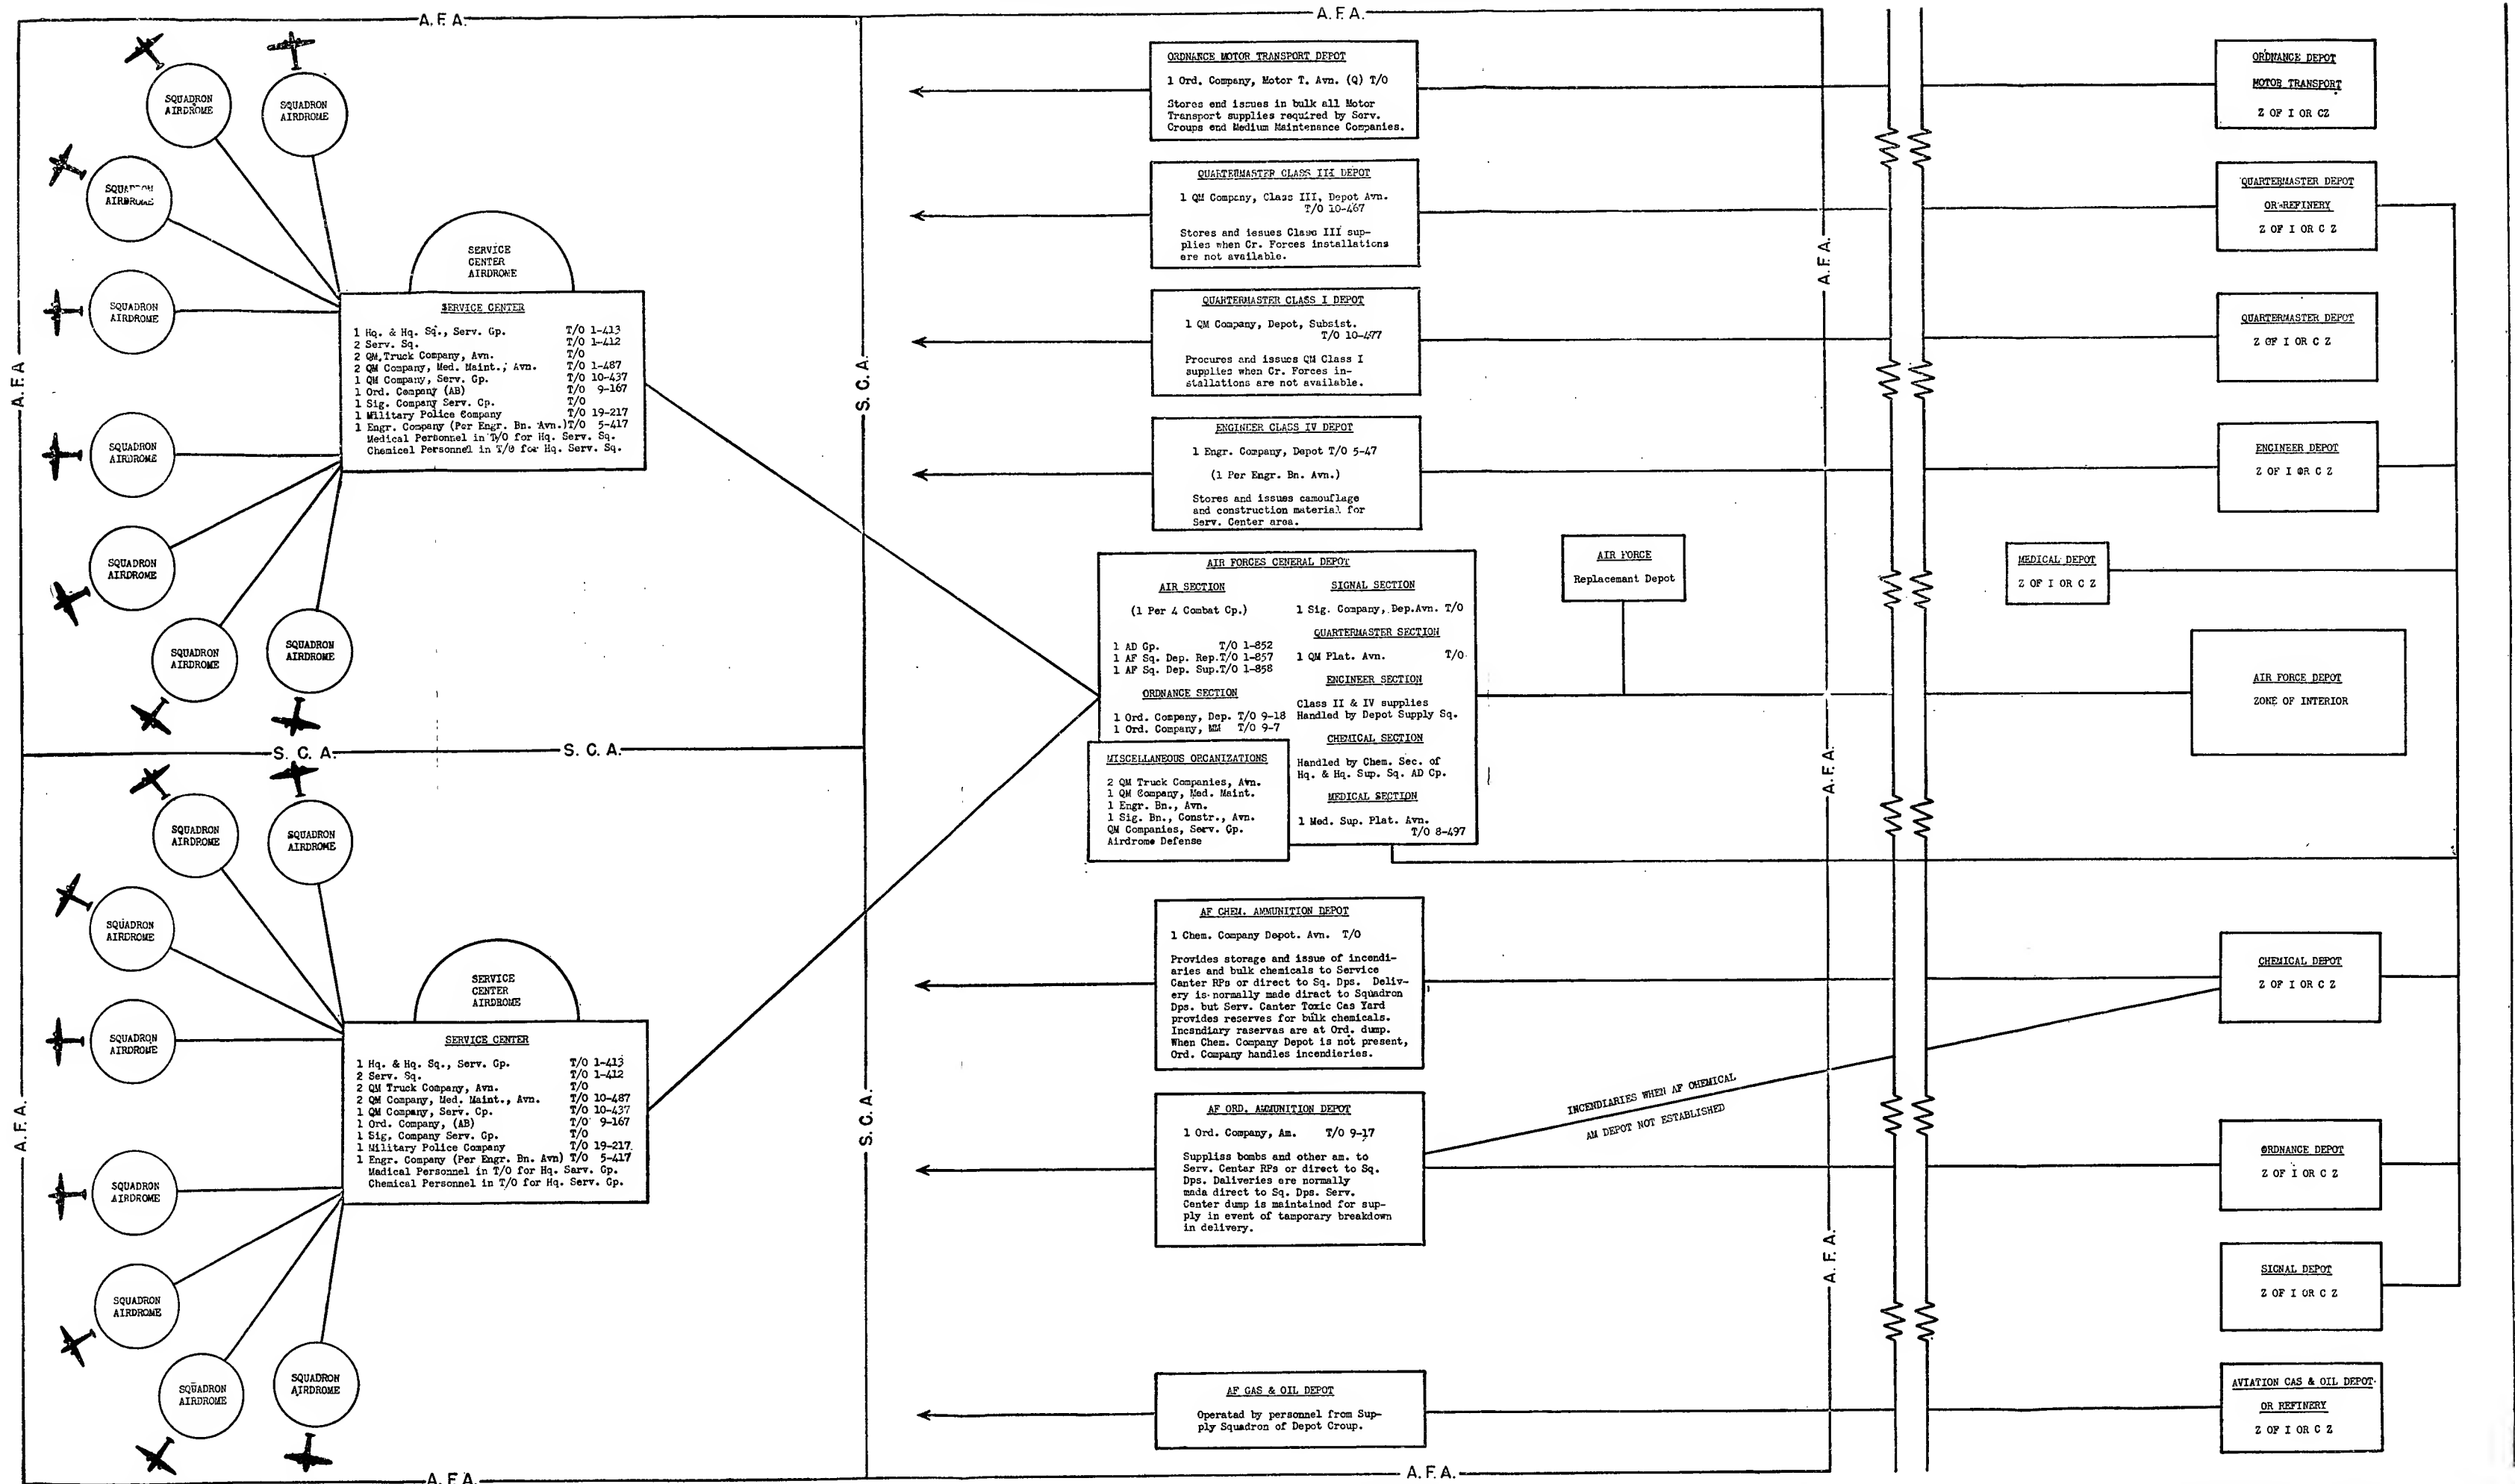 A.F.A.
A.F.A.
A.F.A
S.C.A.
A.F.A.
SQUADRON
AIRDROME
SQUADRON
AIRDROME
AIRDROME
SQUADRON
AIRDROME
SQUADRON
AIRDROME
SQUADRON
AIRDROME
SQUADRON
AIRDROME
SQUADRON
AIRDROME
SERVICE
CENTER
AIRDROME
SERVICE CENTER
1 Hq. & Hq. Sq., Serv. Gp. T/O 1-413
2 Serv. Sq. T/O 1-412
2 QM Truck Company, Avn. T/O
2 QM Company, Med. Maint., Avn. T/O 1-487
1 QM Company, Serv. Gp. T/O 10-437
1 Ord. Company (AB) T/O 9-167
1 Sig. Company Serv. Cp. T/O
1 Military Police Company T/O 19-217
1 Engr. Company (Per Engr. Bn. Avn.) T/O 5-417
Medical Personnel in T/O for Hq. Serv. Sq.
Chemicel Personnel in T/O for Hq. Serv. Sq.
S. C. A.
S. C. A.
SQUADRON
AIRDROME
SQUADRON
AIRDROME
SQUADRON
AIRDROME
SQUADRON
AIRDROME
SQUADRON
AIRDROME
SQUADRON
AIRDROME
SQUADRON
AIRDROME
SQUADRON
AIRDROME
SERVICE
CENTER
AIRDROME
SERVICE CENTER
1 Hq. & Hq. Sq., Serv. Gp. T/O 1-413
2 Serv. Sq. T/O 1-412
2 QM Truck Company, Avn. T/O
2 QM Company, Med. Maint., Avn. T/O 10-487
1 QM Company, Serv. Cp. T/O 10-437
1 Ord. Company, (AB) T/O 9-167
1 Sig. Company Serv. Gp. T/O
1 Military Police Company T/O 19-217
1 Engr. Company (Per Engr. Bn. Avn) T/O 5-417
Madical Personnel in T/O for Hq. Sarv. Gp.
Chemical Personnel in T/O for Hq. Serv. Gp.
A.F.A.
S.C.A.
A.F.A.
ORDNANCE MOTOR TRANSPORT DEPOT
1 Ord. Company, Motor T. Avn. (Q) T/O
Stores end issues in bulk all Motor
Transport supplies required by Serv.
Croups end Medium Maintenance Companies.
QUARTERMASTER CLASS III DEPOT
1 QM Company, Class III, Depot Avn.
T/O 10-467
Stores and issues Class III sup-
plies when Cr. Forces installations
ere not available.
QUARTERMASTER CLASS I DEPOT
1 QM Company, Depot, Subsist.
T/O 10-477
Procures and issues QM Class I
supplies when Cr. Forces in-
stallations are not available.
ENGINEER CLASS IV DEPOT
1 Engr. Company, Depot T/O 5-47
(1 Per Engr. Bn. Avn.)
Stores and issues camouflage
and construction material for
Serv. Center area.
AIR FORCES CENERAL DEPOT
AIR SECTION
(1 Per 4 Combat Cp.)
1 AD Gp. T/O 1-852
1 AF Sq. Dep. Rep. T/O 1-857
1 AF Sq. Dep. Sup. T/O 1-858
ORDNANCE SECTION
1 Ord. Company, Dep. T/O 9-18
1 Ord. Company, MM T/O 9-7
SIGNAL SECTION
1 Sig. Company, Dep. Avn. T/O
QUARTERMASTER SECTION
1 QM Plat. Avn. T/O
ENGINEER SECTION
Class II & IV supplies
Handled by Depot Supply Sq.
CHEMICAL SECTION
Handled by Chem. Sec. of
Hq. & Hq. Sup. Sq. AD Cp.
MEDICAL SECTION
1 Med. Sup. Plat. Avn.
T/O 8-497
MISCELLANEOUS ORGANIZATIONS
2 QM Truck Companies, Avn.
1 QM Company, Med. Maint.
1 Engr. Bn., Avn.
1 Sig. Bn., Constr., Avn.
QM Companies, Serv. Gp.
Airdrome Defense
AIR FORCE
Replacemant Depot
AF CHEM. AMMUNITION DEPOT
1 Chem. Company Depot. Avn. T/O
Provides storage and issue of incendi-
aries and bulk chemicals to Service
Canter RPs or direct to Sq. Dps. Deliv-
ery is normally made diract to Squadron
Dps. but Serv. Canter Toxic Cas Yard
provides reserves for bulk chemicals.
Incandiary rasarvas are at Ord. dump.
When Chem. Company Depot is not present,
Ord. Company handles incendieries.
AF ORD. AMMUNITION DEPOT
1 Ord. Company, Am. T/O 9-17
Suppliss bombs and other am. to
Serv. Center RPs or direct to Sq.
Dps. Daliveries ere normally
mada direct to Sq. Dps. Serv.
Center dump is maintained for sup-
ply in event of tamporary breakdown
in delivery.
INCENDIARIES WHEN AF CHEMICAL
AM DEPOT NOT ESTABLISHED
AF GAS & OIL DEPOT
Operatad by personnel from Sup-
ply Squadron of Depot Croup.
A.F.A.
A.F.A.
A.F.A.
A.F.A.
ORDNANCE DEPOT
MOTOR TRANSPORT
Z OF I OR CZ
QUARTERMASTER DEPOT
OR REFINERY
Z OF I OR C Z
QUARTERMASTER DEPOT
Z OF I OR C Z
ENGINEER DEPOT
Z OF I OR C Z
MEDICAL DEPOT
Z OF I OR C Z
AIR FORCE DEPOT
ZONE OF INTERIOR
CHEMICAL DEPOT
Z OF I OR C Z
ORDNANCE DEPOT
Z OF I OR C Z
SIGNAL DEPOT
Z OF I OR C Z
AVIATION CAS & OIL DEPOT
OR REFINERY
Z OF I OR C Z